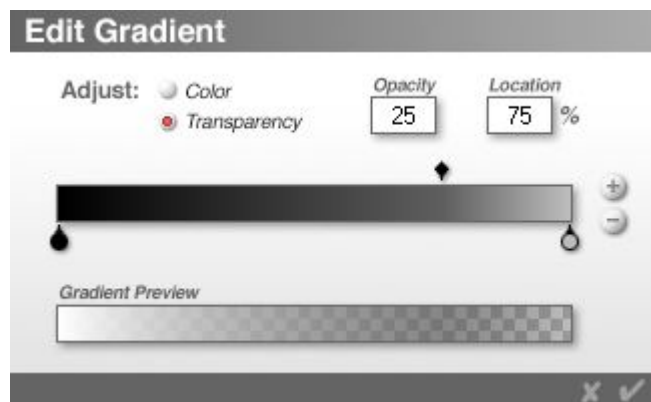 Edit Gradient
Adjust:
Color
Transparency
Opacity
25
Location
75 %
Gradient Preview